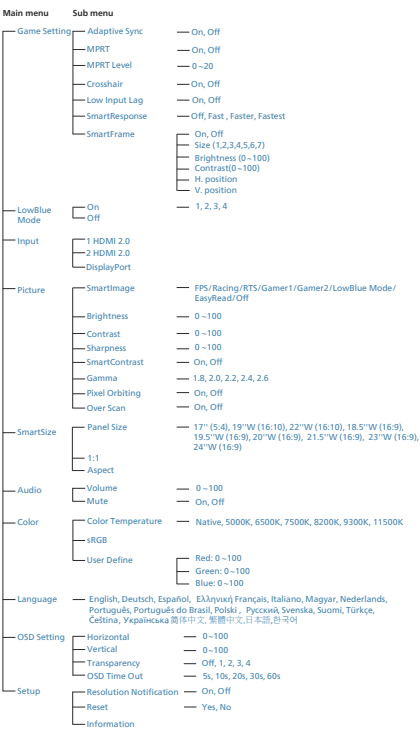 Main menu Sub menu
Game Setting Adaptive Sync On, Off
MPRT On, Off
MPRT Level 0 ~20
Crosshair On, Off
Low Input Lag On, Off
SmartResponse Off, Fast , Faster, Fastest
SmartFrame On, Off
Size (1,2,3,4,5,6,7)
Brightness (0~100)
Contrast(0~100)
H. position
V. position
LowBlue Mode On 1, 2, 3, 4
Off
Input 1 HDMI 2.0
2 HDMI 2.0
DisplayPort
Picture SmartImage FPS/Racing/RTS/Gamer1/Gamer2/LowBlue Mode/
EasyRead/Off
Brightness 0 ~100
Contrast 0 ~100
Sharpness 0 ~100
SmartContrast On, Off
Gamma 1.8, 2.0, 2.2, 2.4, 2.6
Pixel Orbiting On, Off
Over Scan On, Off
SmartSize Panel Size 17'' (5:4), 19''W (16:10), 22''W (16:10), 18.5''W (16:9),
19.5''W (16:9), 20''W (16:9), 21.5''W (16:9), 23''W (16:9),
24''W (16:9)
1:1
Aspect
Audio Volume 0 ~100
Mute On, Off
Color Color Temperature Native, 5000K, 6500K, 7500K, 8200K, 9300K, 11500K
sRGB
User Define Red: 0 ~100
Green: 0 ~100
Blue: 0 ~100
Language English, Deutsch, Español, Ελληνική Français, Italiano, Magyar, Nederlands,
Português, Português do Brasil, Polski , Русский, Svenska, Suomi, Türkçe,
Čeština, Українська 简体中文, 繁體中文,日本語,한국어
OSD Setting Horizontal 0~100
Vertical 0~100
Transparency Off, 1, 2, 3, 4
OSD Time Out 5s, 10s, 20s, 30s, 60s
Setup Resolution Notification On, Off
Reset Yes, No
Information